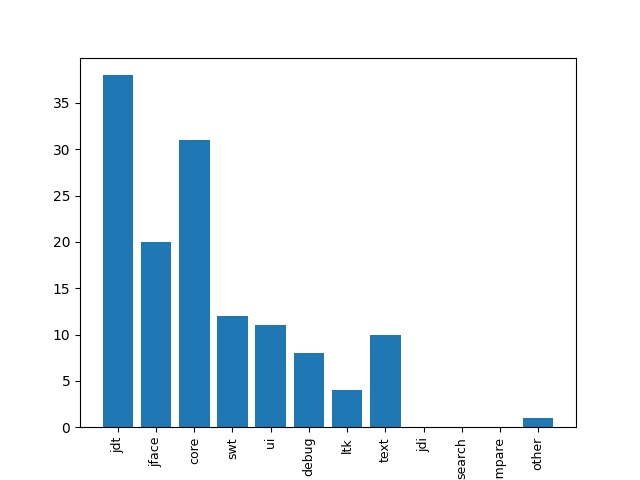 35
30
25
20
15
10
5
0
jdt
jface
core
swt
ui
debug
ltk
text
jdi
search
mpare
other